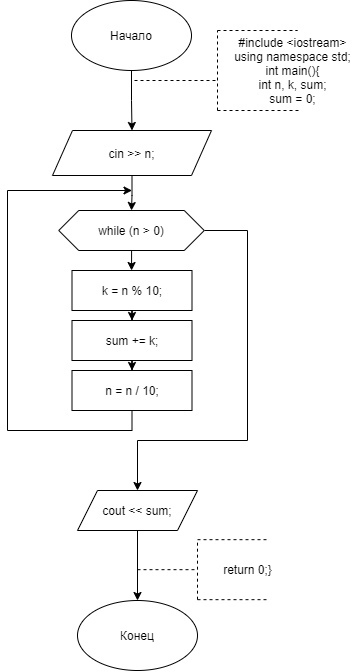 Начало
#include <iostream>
using namespace std;
int main(){
int n, k, sum;
sum = 0;
cin >> n;
while (n > 0)
k = n % 10;
sum += k;
n = n / 10;
cout << sum;
return 0;}
Конец